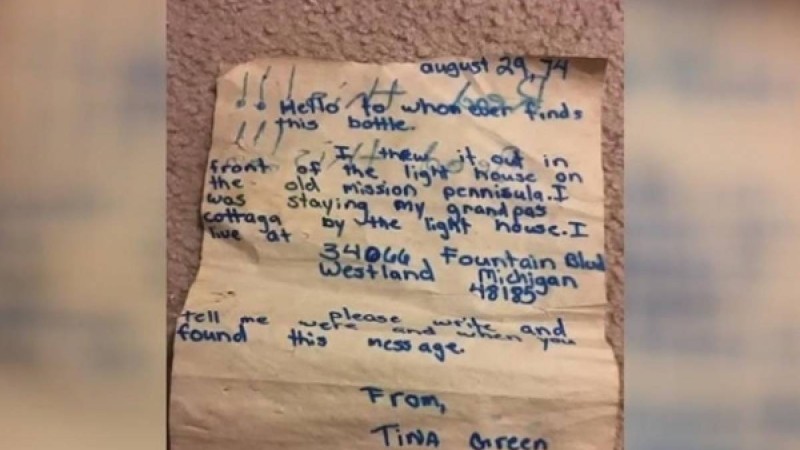 august 29, 74
Hello to whom ever finds
this bottle.
I threw it out in
front of the light house on
the old mission pennisula. I
was staying my grandpas
cottaga by the light house. I
live at
34066 Fountain Blvd
Westland Michigan
48185
please write and
tell me were and when you
found this message.
From,
TiNA Green